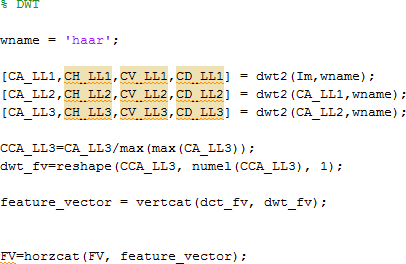 % DWT
wname = 'haar';
[CA_LL1,CH_LL1,CV_LL1,CD_LL1] = dwt2(Im,wname);
[CA_LL2,CH_LL2,CV_LL2,CD_LL2] = dwt2(CA_LL1,wname);
[CA_LL3,CH_LL3,CV_LL3,CD_LL3] = dwt2(CA_LL2,wname);
CCA_LL3=CA_LL3/max(max(CA_LL3));
dwt_fv=reshape(CCA_LL3, numel(CCA_LL3), 1);
feature_vector = vertcat(dct_fv, dwt_fv);
FV=horzcat(FV, feature_vector);